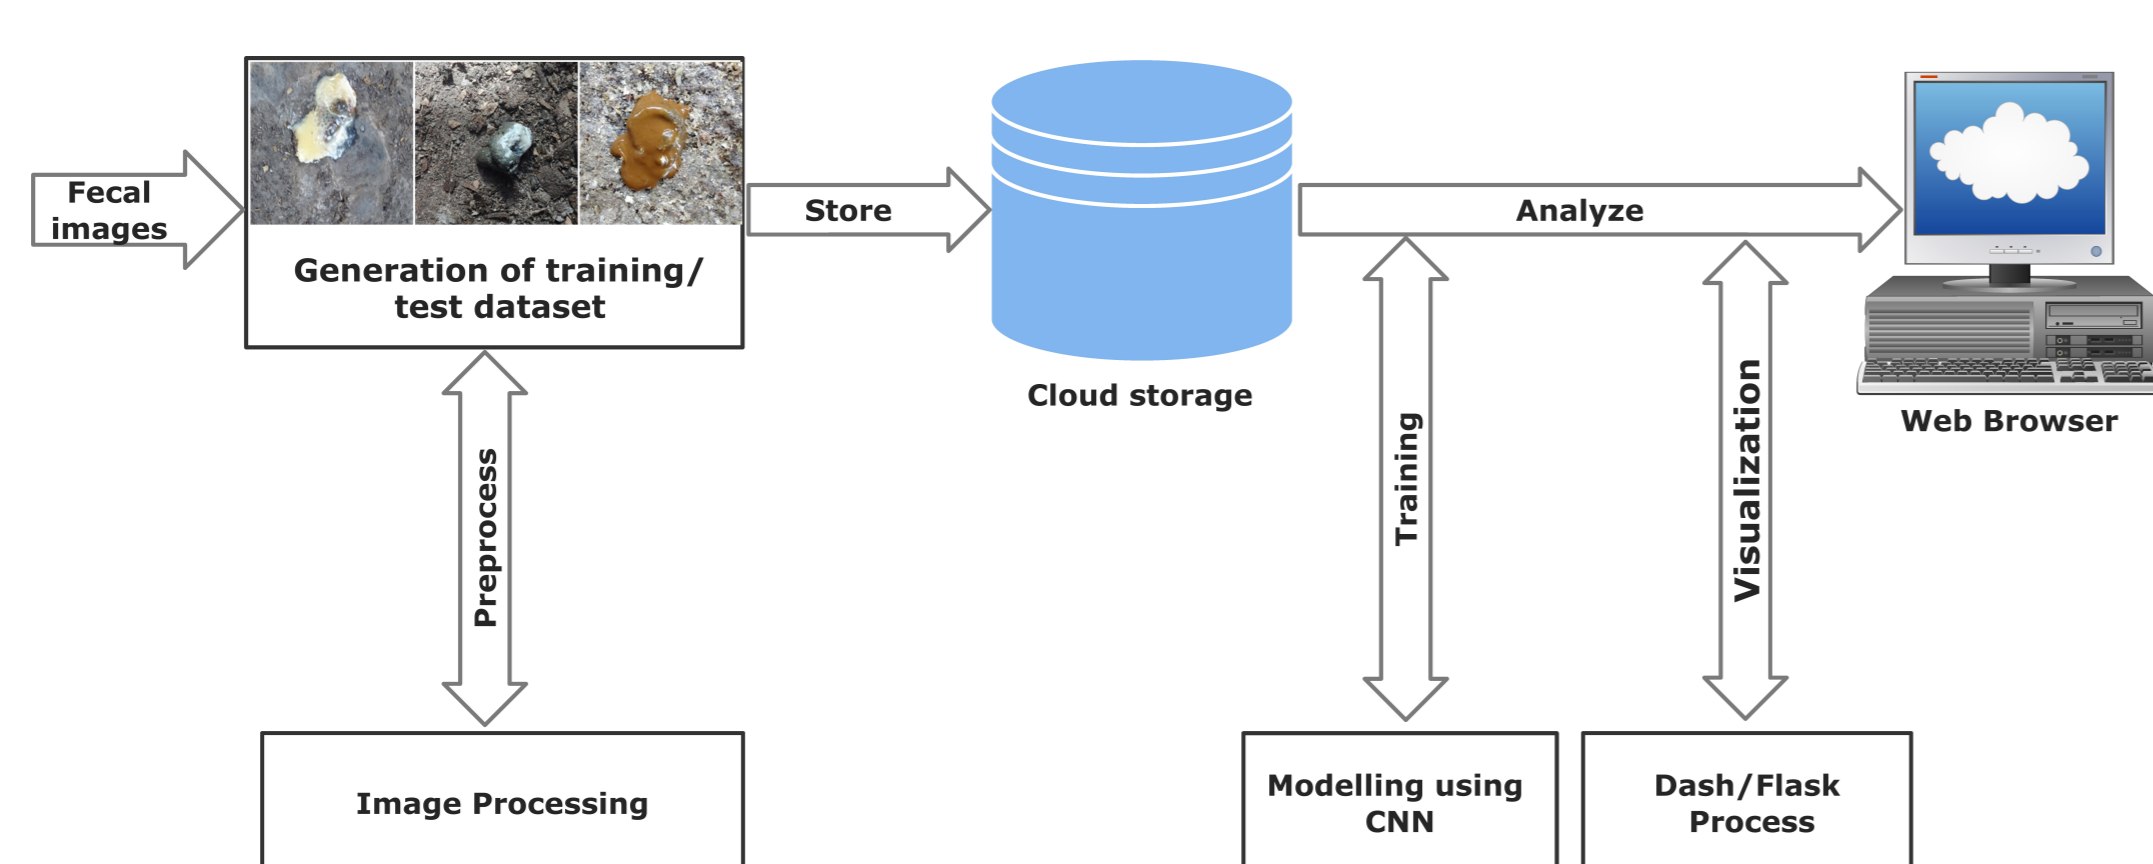 Fecal
images
Generation of training/
test dataset
Store
Cloud storage
Analyze
Web Browser
Preprocess
Training
Visualization
Image Processing
Modelling using
CNN
Dash/Flask
Process